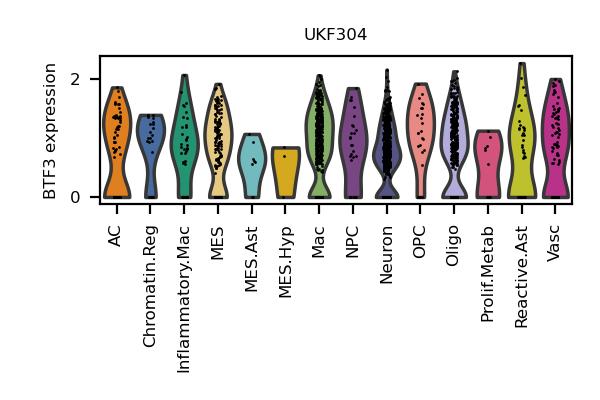 UKF304
BTF3 expression
2
0
AC
Chromatin.Reg
Inflammatory.Mac
MES
MES.Ast
MES.Hyp
Mac
NPC
Neuron
OPC
Oligo
Prolif.Metab
Reactive.Ast
Vasc